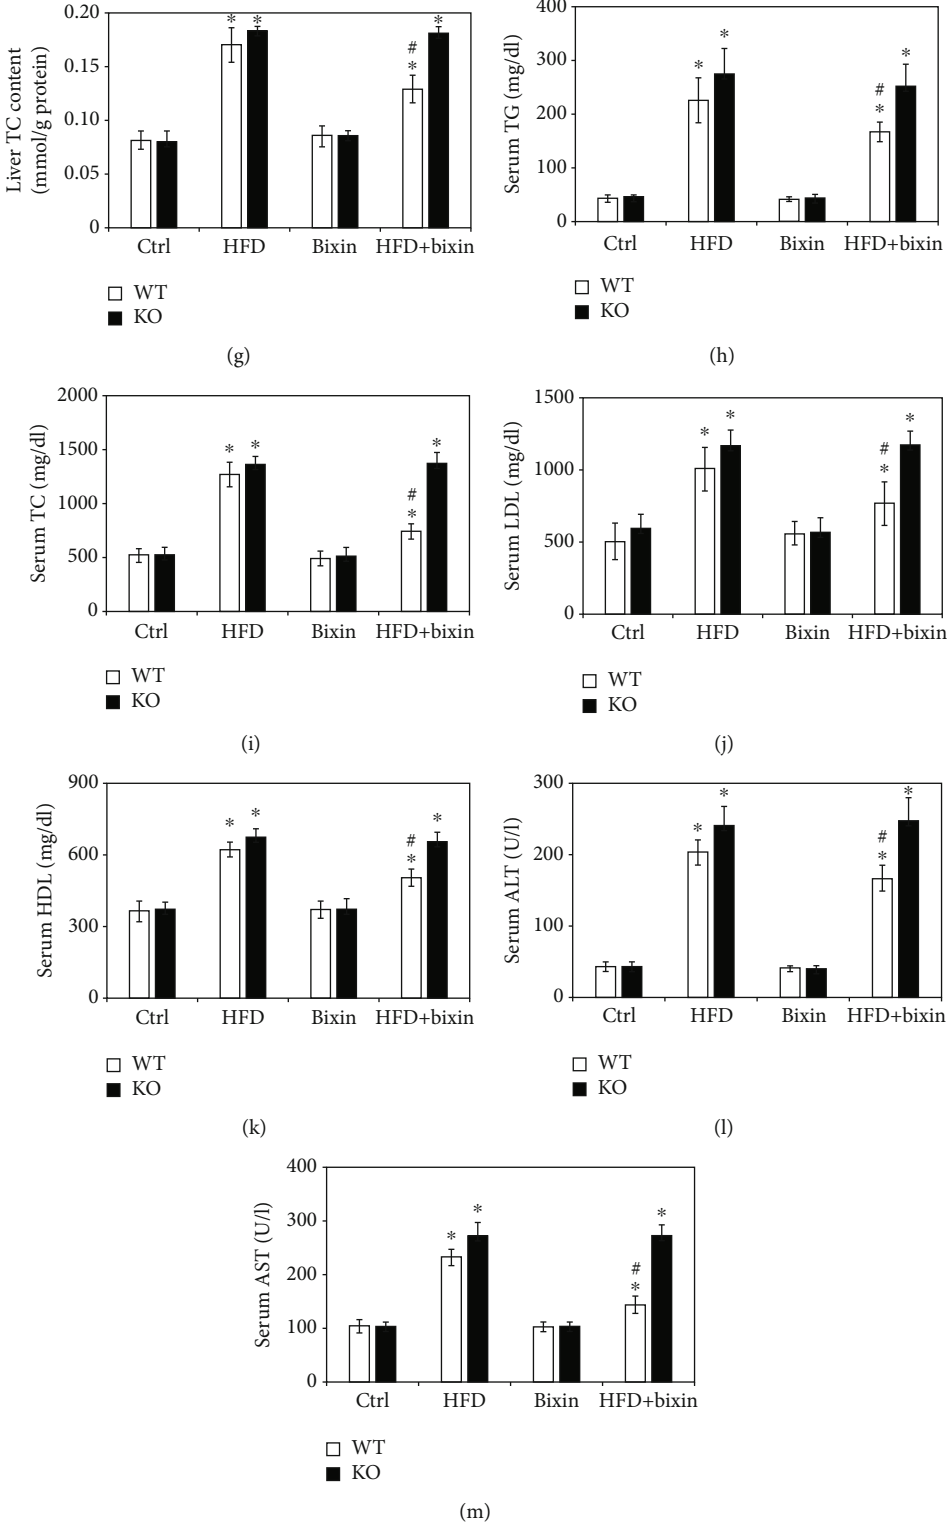 Liver TC content
(mmol/g protein)
0.20
0.15
0.10
0.05
0
* *
# * *
Ctrl HFD Bixin HFD+bixin
WT
KO
(g)
Serum TG (mg/dl)
400
300
200
100
0
* *
# * *
Ctrl HFD Bixin HFD+bixin
WT
KO
(h)
Serum TC (mg/dl)
2000
1500
1000
500
0
* *
# * *
Ctrl HFD Bixin HFD+bixin
WT
KO
(i)
Serum LDL (mg/dl)
1500
1000
500
0
* *
# * *
Ctrl HFD Bixin HFD+bixin
WT
KO
(j)
Serum HDL (mg/dl)
900
600
300
0
* *
# * *
Ctrl HFD Bixin HFD+bixin
WT
KO
(k)
Serum ALT (U/l)
300
200
100
0
* *
# * *
Ctrl HFD Bixin HFD+bixin
WT
KO
(l)
Serum AST (U/l)
400
300
200
100
0
* *
# * *
Ctrl HFD Bixin HFD+bixin
WT
KO
(m)